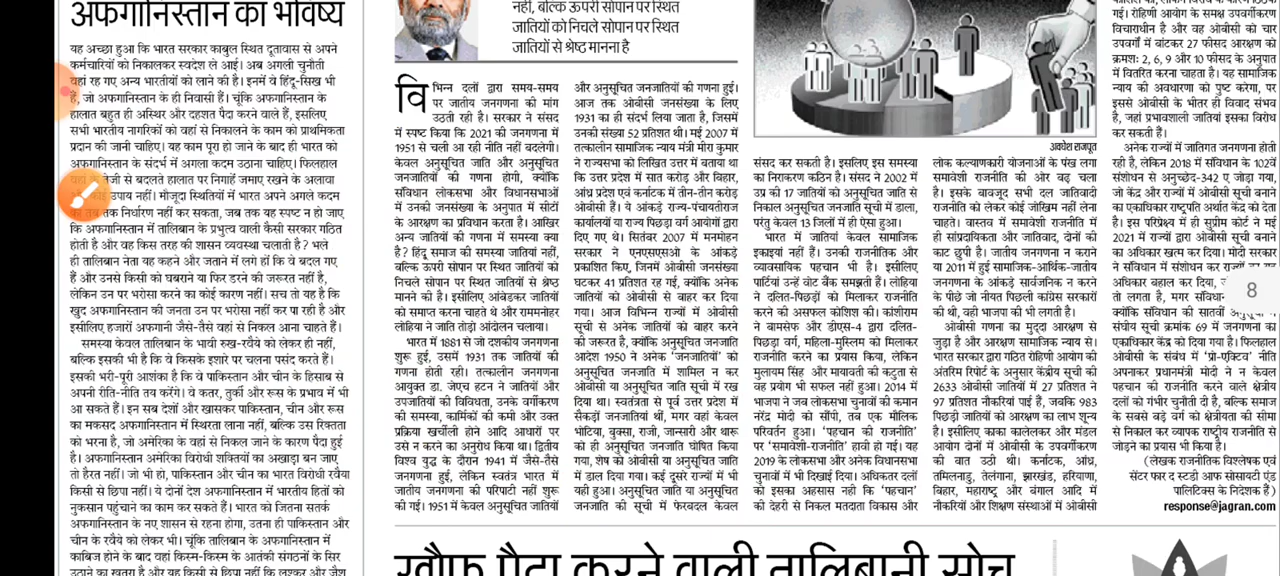 अफगानिस्तान का भविष्य
यह अच्छा हुआ कि भारत सरकार काबुल स्थित दूतावास से अपने
कर्मचारियों को निकालकर स्वदेश ले आई। अब अगली चुनौती
वहां रह गए अन्य भारतीयों को लाने की है। इनमें वे हिंदू-सिख भी
हैं, जो अफगानिस्तान के ही निवासी हैं। चूंकि अफगानिस्तान के
हालात बहुत ही अस्थिर और दहशत पैदा करने वाले हैं, इसलिए
सभी भारतीय नागरिकों को वहां से निकालने के काम को प्राथमिकता
प्रदान की जानी चाहिए। यह काम पूरा हो जाने के बाद ही भारत को
अफगानिस्तान के संदर्भ में अगला कदम उठाना चाहिए। फिलहाल
तेजी से बदलते हालात पर निगाहें जमाए रखने के अलावा
उपाय नहीं। मौजूद स्थितियों में भारत अपने अगले कदम
तक निर्धारण नहीं कर सकता, जब तक यह स्पष्ट न हो जाए
कि अफगानिस्तान में तालिबान के प्रभुत्व वाली कैसी सरकार गठित
होती है और वह किस तरह की शासन व्यवस्था चलाती है? भले
ही तालिबान नेता यह कहने और जताने में लगे हों कि वे बदल गए
हैं और उनसे किसी को घबराने या फिर डरने की जरूरत नहीं है,
लेकिन उन पर भरोसा करने का कोई कारण नहीं। सच तो यह है कि
खुद अफगानिस्तान की जनता उन पर भरोसा नहीं कर पा रही है और
इसीलिए हजारों अफगानी जैसे-तैसे वहां से निकल आना चाहते हैं।
समस्या केवल तालिबान के भावी रुख-रवैये को लेकर ही नहीं,
बल्कि इसकी भी है कि वे किसके इशारे पर चलना पसंद करते हैं।
इसकी भरी-पूरी आशंका है कि वे पाकिस्तान और चीन के हिसाब से
अपनी रीति-नीति तय करेंगे। वे कतर, तुर्की और रूस के प्रभाव में भी
आ सकते हैं। इन सब देशों और खासकर पाकिस्तान, चीन और रूस
का मकसद अफगानिस्तान में स्थिरता लाना नहीं, बल्कि उस रिक्तता
को भरना है, जो अमेरिका के वहां से निकल जाने के कारण पैदा हुई
है। अफगानिस्तान अमेरिका विरोधी शक्तियों का अखाड़ा बन जाए
तो हैरत नहीं। जो भी हो, पाकिस्तान और चीन का भारत विरोधी रवैया
किसी से छिपा नहीं। ये दोनों देश अफगानिस्तान में भारतीय हितों को
नुकसान पहुंचाने का काम कर सकते हैं। भारत को जितना सतर्क
अफगानिस्तान के नए शासन से रहना होगा, उतना ही पाकिस्तान और
चीन के रवैये को लेकर भी। चूंकि तालिबान के अफगानिस्तान में
काबिज होने के बाद वहां किस्म-किस्म के आतंकी संगठनों के सिर
उठाने का खतरा है और यह किसी से छिपा नहीं कि लश्कर और जैश
नहीं, बल्कि ऊपरी सोपान पर स्थित
जातियों को निचले सोपान पर स्थित
जातियों से श्रेष्ठ मानना है
विभिन्न दलों द्वारा समय-समय
पर जातीय जनगणना की मांग
उठती रही है। सरकार ने संसद
में स्पष्ट किया कि 2021 की जनगणना में
1951 से चली आ रही नीति नहीं बदलेगी।
केवल अनुसूचित जाति और अनुसूचित
जनजातियों की गणना होगी, क्योंकि
संविधान लोकसभा और विधानसभाओं
में उनकी जनसंख्या के अनुपात में सीटों
के आरक्षण का प्रविधान करता है। आखिर
अन्य जातियों की गणना में समस्या क्या
है? हिंदू समाज की समस्या जातियां नहीं,
बल्कि ऊपरी सोपान पर स्थित जातियों को
निचले सोपान पर स्थित जातियों से श्रेष्ठ
मानने की है। इसीलिए आंबेडकर जातियों
को समाप्त करना चाहते थे और राममनोहर
लोहिया ने जाति तोड़ो आंदोलन चलाया।
भारत में 1881 से जो दशकीय जनगणना
शुरू हुई, उसमें 1931 तक जातियों की
गणना होती रही। तत्कालीन जनगणना
आयुक्त डा. जेएच हटन ने जातियों और
उपजातियों की विविधता, उनके वर्गीकरण
की समस्या, कार्मिकों की कमी और उक्त
प्रक्रिया खर्चीली होने आदि आधारों पर
उसे न करने का अनुरोध किया था। द्वितीय
विश्व युद्ध के दौरान 1941 में जैसे-तैसे
जनगणना हुई, लेकिन स्वतंत्र भारत में
जातीय जनगणना की परिपाटी नहीं शुरू
की गई। 1951 में केवल अनुसूचित जातियों
और अनुसूचित जनजातियों की गणना हुई।
आज तक ओबीसी जनसंख्या के लिए
1931 का ही संदर्भ लिया जाता है, जिसमें
उनकी संख्या 52 प्रतिशत थी। मई 2007 में
तत्कालीन सामाजिक न्याय मंत्री मीरा कुमार
ने राज्यसभा को लिखित उत्तर में बताया था
कि उत्तर प्रदेश में सात करोड़ और बिहार,
आंध्र प्रदेश एवं कर्नाटक में तीन-तीन करोड़
ओबीसी हैं। ये आंकड़े राज्य-पंचायतीराज
कार्यालयों या राज्य पिछड़ा वर्ग आयोगों द्वारा
दिए गए थे। सितंबर 2007 में मनमोहन
सरकार ने एनएसएसओ के आंकड़े
प्रकाशित किए, जिनमें ओबीसी जनसंख्या
घटकर 41 प्रतिशत रह गई, क्योंकि अनेक
जातियों को ओबीसी से बाहर कर दिया
गया। आज विभिन्न राज्यों में ओबीसी
सूची से अनेक जातियों को बाहर करने
की जरूरत है, क्योंकि अनुसूचित जनजाति
आदेश 1950 ने अनेक 'जनजातियों' को
अनुसूचित जनजाति में शामिल न कर
ओबीसी या अनुसूचित जाति सूची में रख
दिया था। स्वतंत्रता से पूर्व उत्तर प्रदेश में
सैकड़ों जनजातियां थीं, मगर वहां केवल
भोटिया, वुक्सा, राजी, जान्सारी और थारू
को ही अनुसूचित जनजाति घोषित किया
गया, शेष को ओबीसी या अनुसूचित जाति
में डाल दिया गया। कई दूसरे राज्यों में भी
यही हुआ। अनुसूचित जाति या अनुसूचित
जनजाति की सूची में फेरबदल केवल
अवधेश राजपूत
संसद कर सकती है। इसलिए इस समस्या
का निराकरण कठिन है। संसद ने 2002 में
उप्र की 17 जातियों को अनुसूचित जाति से
निकाल अनुसूचित जनजाति सूची में डाला,
परंतु केवल 13 जिलों में ही ऐसा हुआ।
भारत में जातियां केवल सामाजिक
इकाइयां नहीं हैं। उनकी राजनीतिक और
व्यावसायिक पहचान भी है। इसीलिए
पार्टियां उन्हें वोट बैंक समझती हैं। लोहिया
ने दलित-पिछड़ों को मिलाकर राजनीति
करने की असफल कोशिश की। कांशीराम
ने बामसेफ और डीएस-4 द्वारा दलित-
पिछड़ा वर्ग, महिला-मुस्लिम को मिलाकर
राजनीति करने का प्रयास किया, लेकिन
मुलायम सिंह और मायावती की कटुता से
वह प्रयोग भी सफल नहीं हुआ। 2014 में
भाजपा ने जब लोकसभा चुनावों की कमान
नरेंद्र मोदी को सौंपी, तब एक मौलिक
परिवर्तन हुआ। 'पहचान की राजनीति'
पर 'समावेशी-राजनीति' हावी हो गई। यह
2019 के लोकसभा और अनेक विधानसभा
चुनावों में भी दिखाई दिया। अधिकतर दलों
को इसका अहसास नही कि 'पहचान'
की देहरी से निकल मतदाता विकास और
लोक कल्याणकारी योजनाओं के पंख लगा
समावेशी राजनीति की ओर बढ़ चला
है। इसके बावजूद सभी दल जातिवादी
राजनीति को लेकर कोई जोखिम नहीं लेना
चाहते। वास्तव में समावेशी राजनीति में
ही सांप्रदायिकता और जातिवाद, दोनों की
काट छुपी है। जातीय जनगणना न कराने
या 2011 में हुई सामाजिक-आर्थिक-जातीय
जनगणना के आंकड़े सार्वजनिक न करने
के पीछे जो नीयत पिछली कांग्रेस सरकारों
की थी, वही भाजपा की भी लगती है।
ओबीसी गणना का मुद्दा आरक्षण से
जुड़ा है और आरक्षण सामाजिक न्याय से।
भारत सरकार द्वारा गठित रोहिणी आयोग की
अंतरिम रिपोर्ट के अनुसार केंद्रीय सूची की
2633 ओबीसी जातियों में 27 प्रतिशत ने
97 प्रतिशत नौकरियां पाई हैं, जबकि 983
पिछड़ी जातियों को आरक्षण का लाभ शून्य
है। इसीलिए काका कालेलकर और मंडल
आयोग दोनों में ओबीसी के उपवर्गीकरण
की बात उठी थी। कर्नाटक, आंध्र,
तमिलनाडु, तेलंगाना, झारखंड, हरियाणा,
बिहार, महाराष्ट्र और बंगाल आदि में
नौकरियों और शिक्षण संस्थाओं में ओबीसी
गई। रोहिणी आयोग के समक्ष उपवर्गीकरण
विचाराधीन है और वह ओबीसी को चार
उपवर्गों में बांटकर 27 फीसद आरक्षण को
क्रमशः 2, 6, 9 और 10 फीसद के अनुपात
में वितरित करना चाहता है। यह सामाजिक
न्याय की अवधारणा को पुष्ट करेगा, पर
इससे ओबीसी के भीतर ही विवाद संभव
है, जहां प्रभावशाली जातियां इसका विरोध
कर सकती हैं।
अनेक राज्यों में जातिगत जनगणना होती
रही है, लेकिन 2018 में संविधान के 102वें
संशोधन से अनुच्छेद-342 ए जोड़ा गया,
जो केंद्र और राज्यों में ओबीसी सूची बनाने
का एकाधिकार राष्ट्रपति अर्थात केंद्र को देता
है। इस परिप्रेक्ष्य में ही सुप्रीम कोर्ट ने मई
2021 में राज्यों द्वारा ओबीसी सूची बनाने
का अधिकार खत्म कर दिया। मोदी सरकार
ने संविधान में संशोधन कर राज्यों
अधिकार बहाल कर दिया,
तो लगता है, मगर संविधान
क्योंकि संविधान की सातवीं
संघीय सूची क्रमांक 69 में जनगणना का
एकाधिकार केंद्र को दिया गया है। फिलहाल
ओबीसी के संबंध में 'प्रो-एक्टिव' नीति
अपनाकर प्रधानमंत्री मोदी ने न केवल
पहचान की राजनीति करने वाले क्षेत्रीय
दलों को गंभीर चुनौती दी है, बल्कि समाज
के सबसे बड़े वर्ग को क्षेत्रीयता की सीमा
से निकाल कर व्यापक राष्ट्रीय राजनीति से
जोड़ने का प्रयास भी किया है।
(लेखक राजनीतिक विश्लेषक एवं
सेंटर फार द स्टडी आफ सोसायटी एंड
पालिटिक्स के निदेशक हैं)
response@jagran.com
8
खौफ पैदा करने वाली तालिबानी सोच